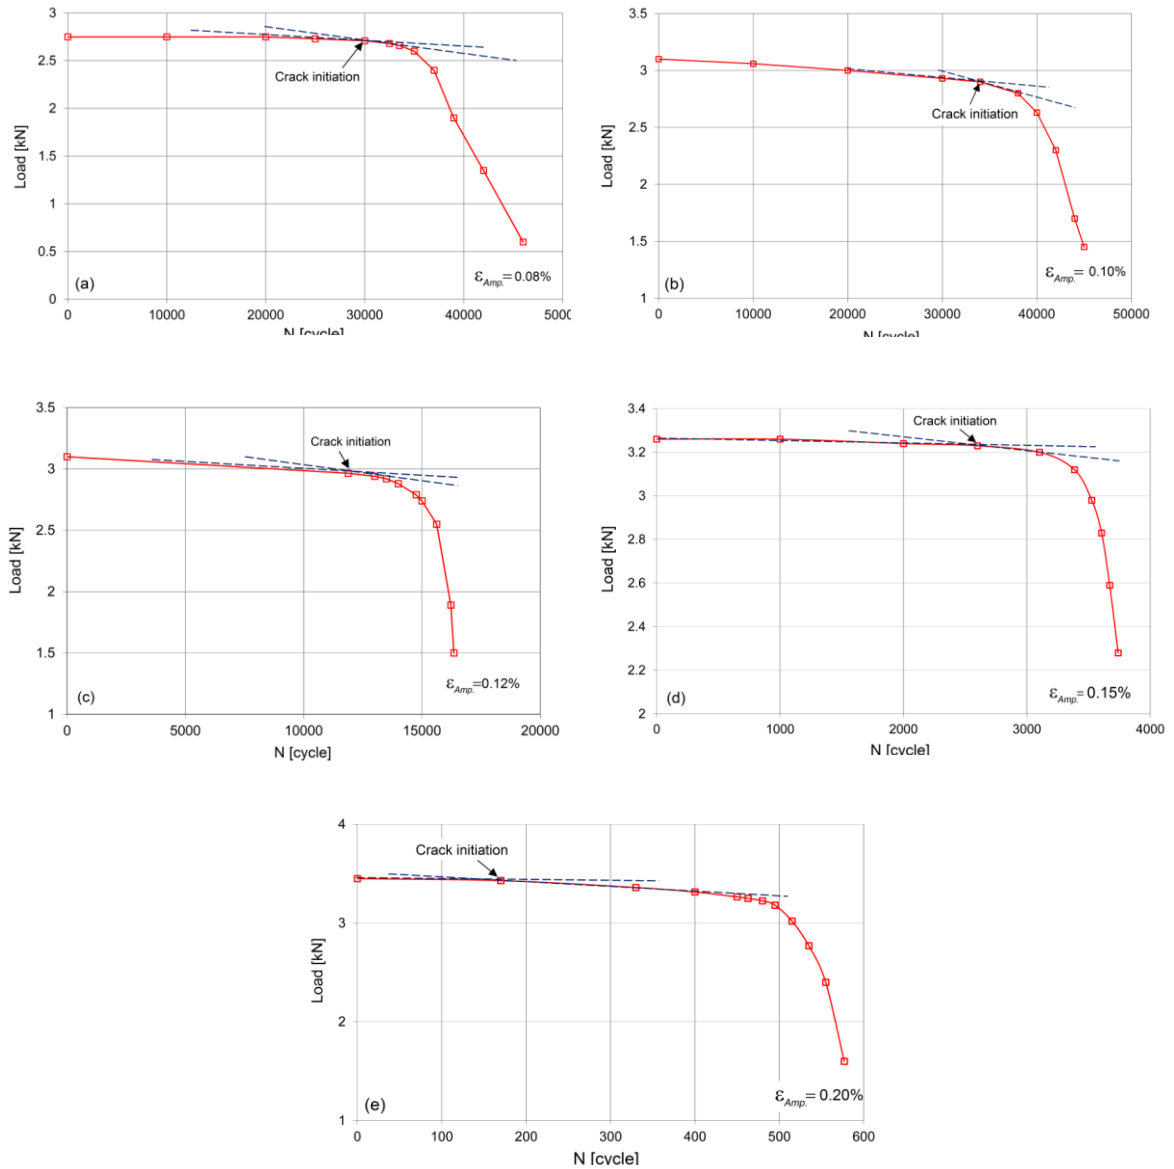 3
2.5
2
1.5
1
0.5
0
Load [kN]
Crack initiation
(a)
εAmp.= 0.08%
0 10000 20000 30000 40000 5000
N [cycle]
3.5
3
2.5
2
1.5
1
Load [kN]
Crack initiation
(b)
εAmp.= 0.10%
0 10000 20000 30000 40000 50000
N [cycle]
3.5
3
2.5
2
1.5
1
Load [kN]
Crack initiation
(c)
εAmp.=0.12%
0 5000 10000 15000 20000
N [cycle]
3.4
3.2
3
2.8
2.6
2.4
2.2
2
Load [kN]
Crack initiation
(d)
εAmp.= 0.15%
0 1000 2000 3000 4000
N [cycle]
4
3
2
1
Load [kN]
Crack initiation
(e)
εAmp.= 0.20%
0 100 200 300 400 500 600
N [cycle]